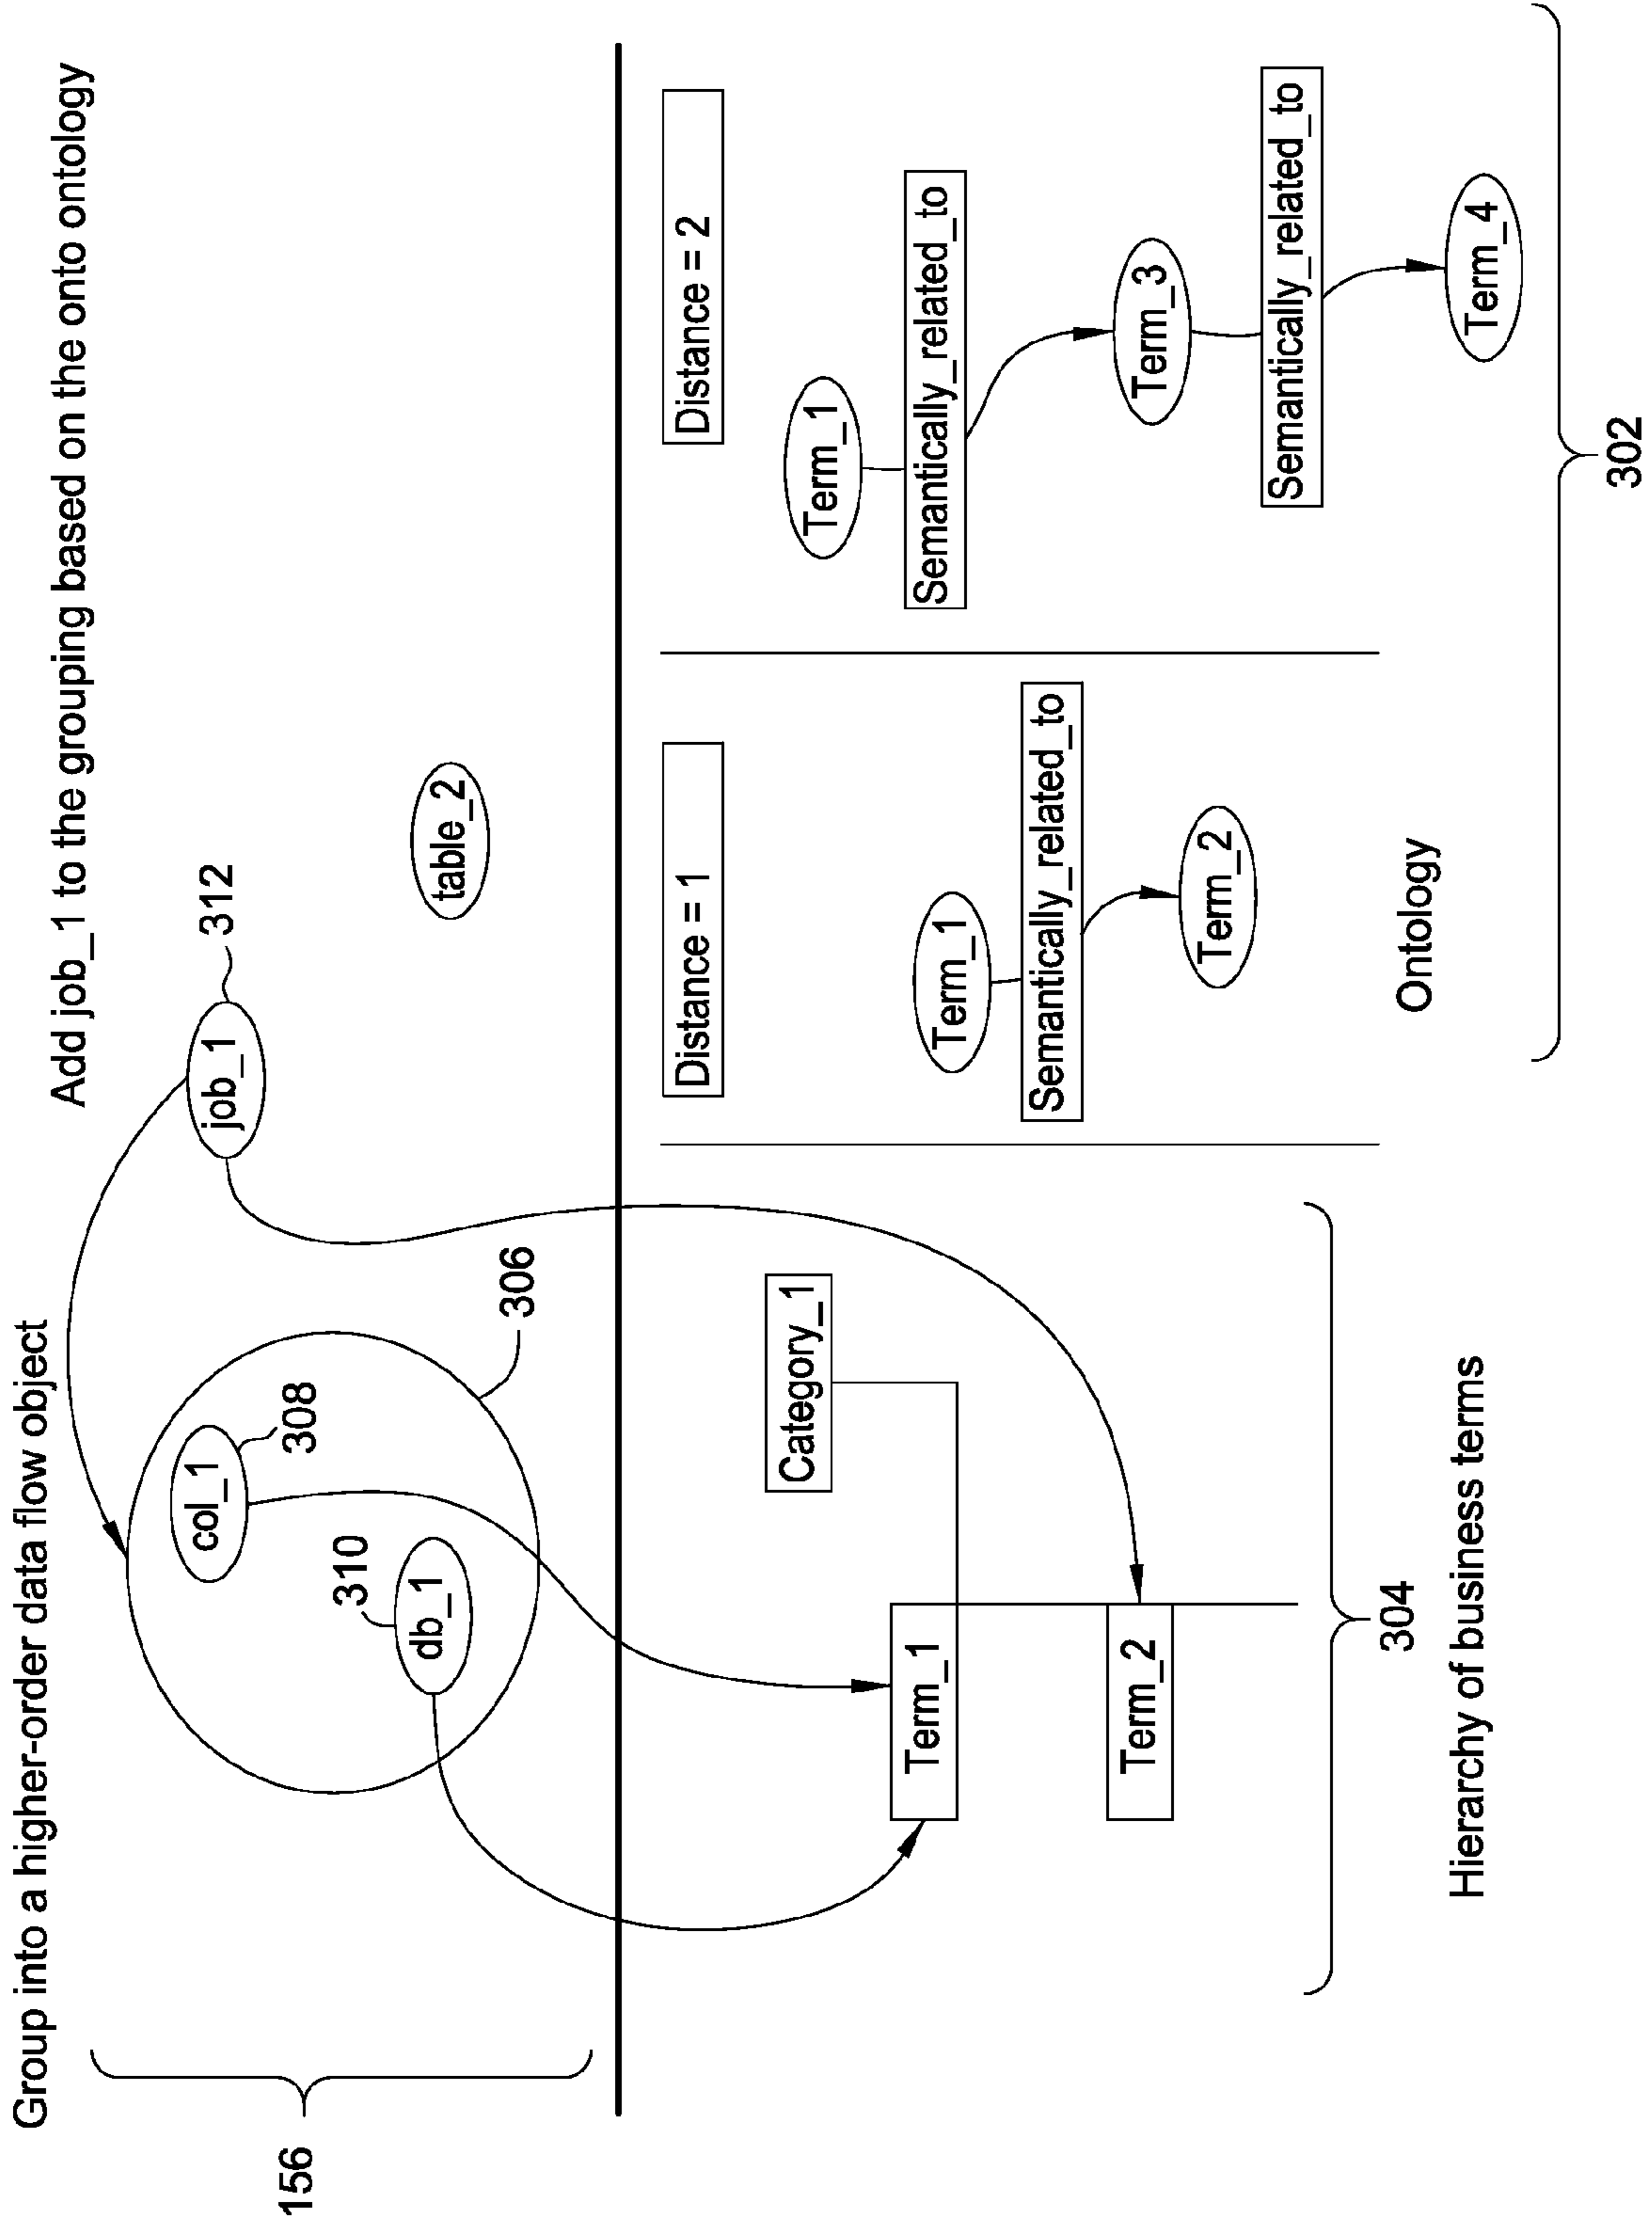 Group into a higher-order data flow object
Add job_1 to the grouping based on the onto ontology
156
col_1
308
310
db_1
306
job_1
312
table_2
Category_1
Term_1
Term_2
304
Hierarchy of business terms
Distance = 1
Term_1
Semantically_related_to
Term_2
Ontology
Distance = 2
Term_1
Semantically_related_to
Term_3
Semantically_related_to
Term_4
302